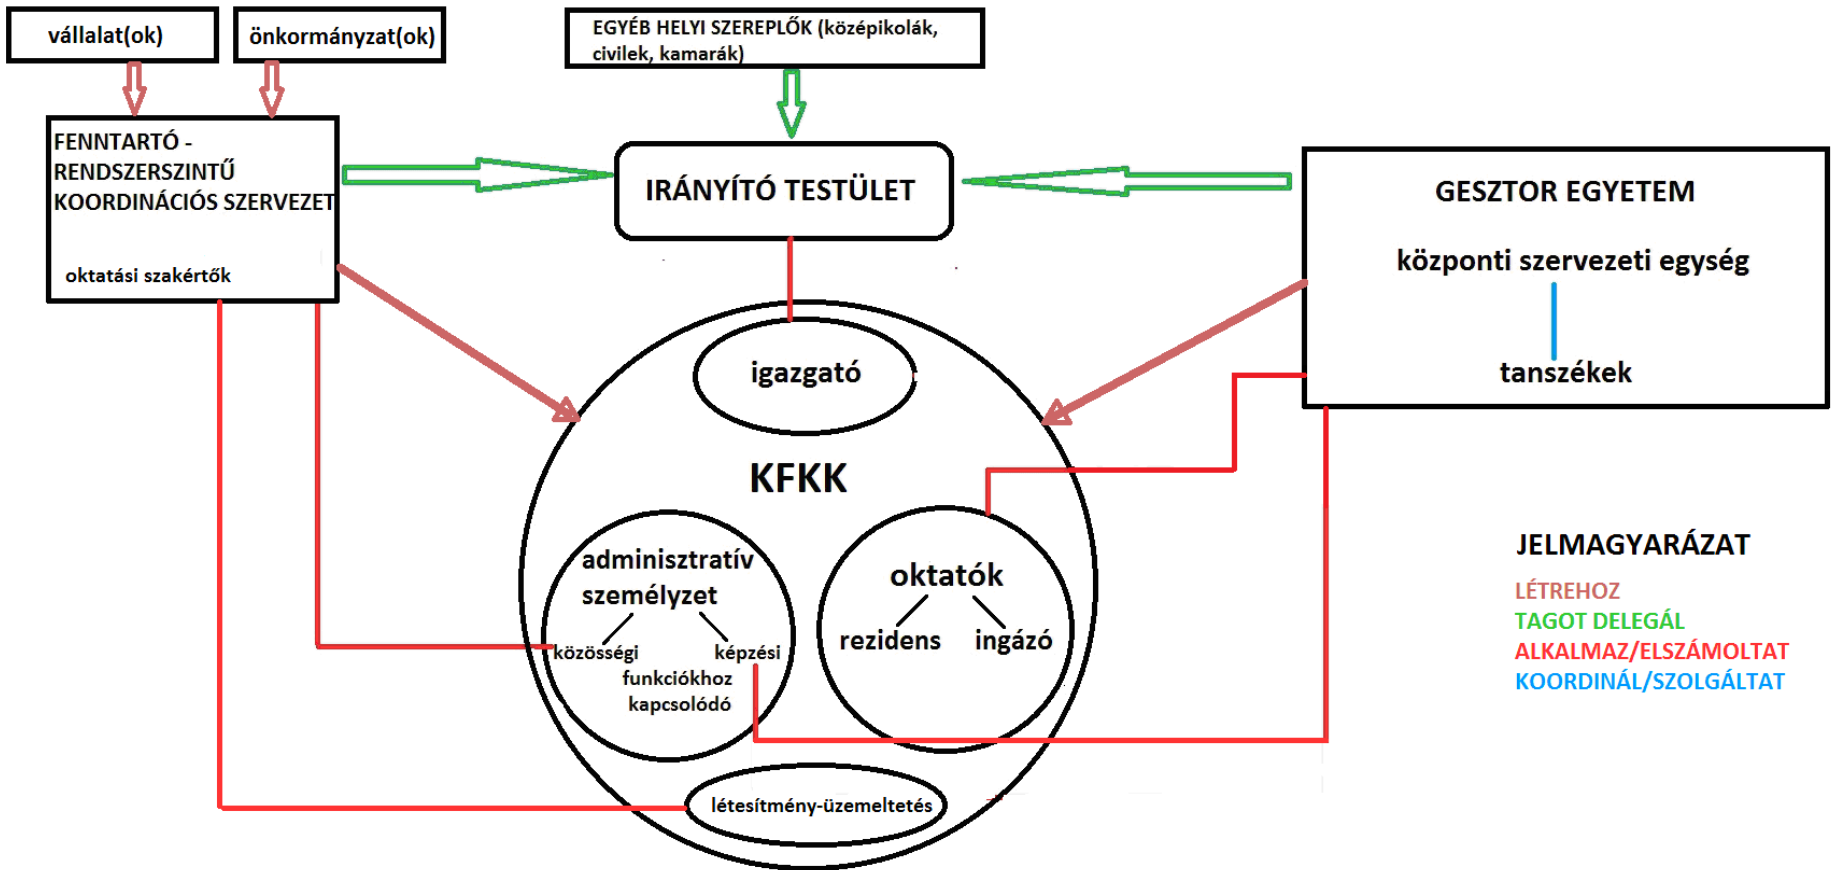 vállalat(ok)
önkormányzat(ok)
EGYÉB HELYI SZEREPLŐK (középikolák,
civilek, kamarák)
FENNTARTÓ -
RENDSZERSZINTŰ
KOORDINÁCIÓS SZERVEZET
oktatási szakértők
IRÁNYÍTÓ TESTÜLET
GESZTOR EGYETEM
központi szervezeti egység
tanszékek
igazgató
KFKK
adminisztratív
személyzet
közösségi
képzési
funkciókhoz
kapcsolódó
oktatók
rezidens
ingázó
létesítmény-üzemeltetés
JELMAGYARÁZAT
LÉTREHOZ
TAGOT DELEGÁL
ALKALMAZ/ELSZÁMOLTAT
KOORDINÁL/SZOLGÁLTAT